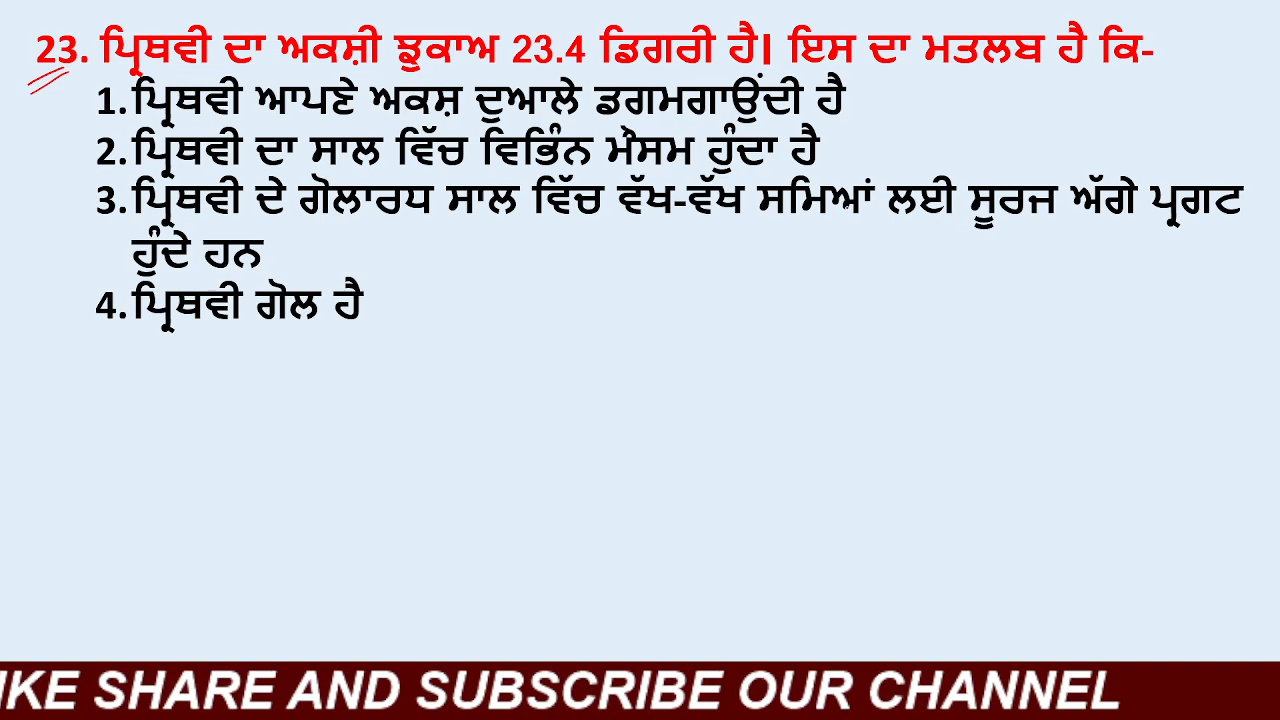 23. ਪ੍ਰਿਥਵੀ ਦਾ ਅਕਸ਼ੀ ਝੁਕਾਅ 23.4 ਡਿਗਰੀ ਹੈ। ਇਸ ਦਾ ਮਤਲਬ ਹੈ ਕਿ-
1. ਪ੍ਰਿਥਵੀ ਆਪਣੇ ਅਕਸ਼ ਦੁਆਲੇ ਡਗਮਗਾਉਂਦੀ ਹੈ
2. ਪ੍ਰਿਥਵੀ ਦਾ ਸਾਲ ਵਿੱਚ ਵਿਭਿੰਨ ਮੌਸਮ ਹੁੰਦਾ ਹੈ
3. ਪ੍ਰਿਥਵੀ ਦੇ ਗੋਲਾਰਧ ਸਾਲ ਵਿੱਚ ਵੱਖ-ਵੱਖ ਸਮਿਆਂ ਲਈ ਸੂਰਜ ਅੱਗੇ ਪ੍ਰਗਟ
ਹੁੰਦੇ ਹਨ
4. ਪ੍ਰਿਥਵੀ ਗੋਲ ਹੈ
IKE SHARE AND SUBSCRIBE OUR CHANNEL